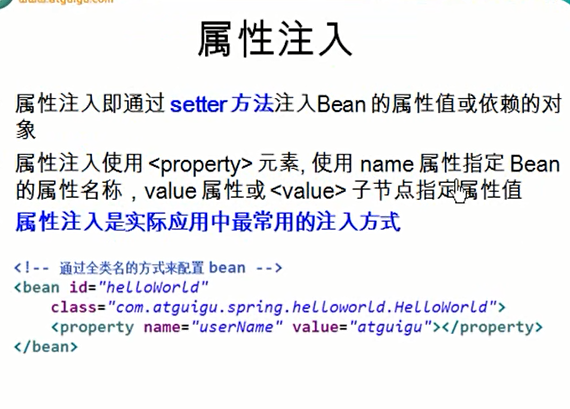 www.atguigu.com
属性注入
属性注入即通过 setter 方法注入Bean 的属性值或依赖的对
象
属性注入使用 <property> 元素, 使用 name 属性指定 Bean
的属性名称，value 属性或 <value> 子节点指定属性值
属性注入是实际应用中最常用的注入方式
<!-- 通过全类名的方式来配置 bean -->
<bean id="helloWorld"
class="com.atguigu.spring.helloworld.HelloWorld">
<property name="userName" value="atguigu"></property>
</bean>